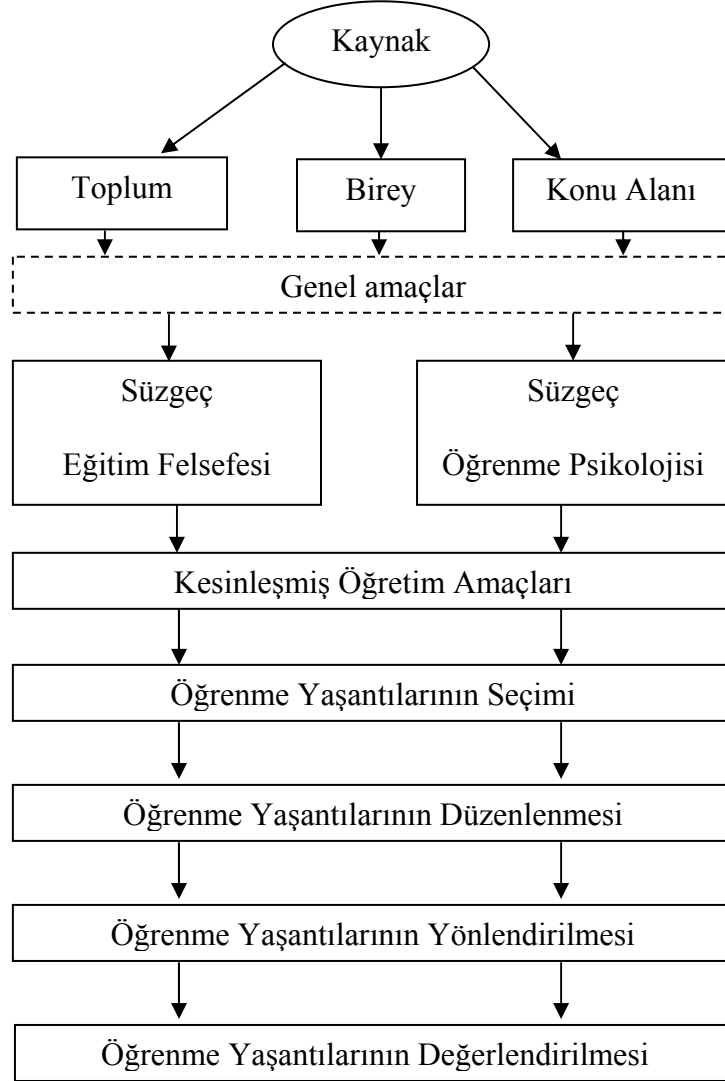 Kaynak
Toplum
Birey
Konu Alanı
Genel amaçlar
Süzgeç
Eğitim Felsefesi
Süzgeç
Öğrenme Psikolojisi
Kesinleşmiş Öğretim Amaçları
Öğrenme Yaşantılarının Seçimi
Öğrenme Yaşantılarının Düzenlenmesi
Öğrenme Yaşantılarının Yönlendirilmesi
Öğrenme Yaşantılarının Değerlendirilmesi